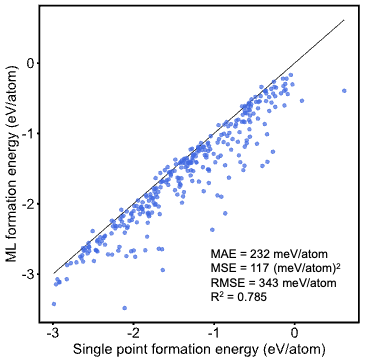 ML formation energy (eV/atom)
0
-1
-2
-3
MAE = 232 meV/atom
MSE = 117 (meV/atom)²
RMSE = 343 meV/atom
R² = 0.785
-3
-2
-1
0
Single point formation energy (eV/atom)